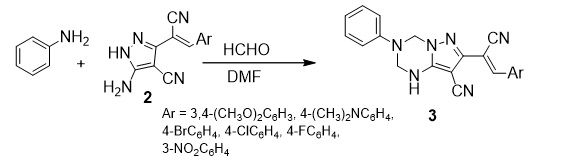 NH₂
+
HN
N
CN
Ar
CN
H₂N
2
HCHO
DMF
N
N
N
N
H
CN
Ar
CN
3
Ar = 3,4-(CH₃O)₂C₆H₃, 4-(CH₃)₂NC₆H₄,
4-BrC₆H₄, 4-ClC₆H₄, 4-FC₆H₄,
3-NO₂C₆H₄